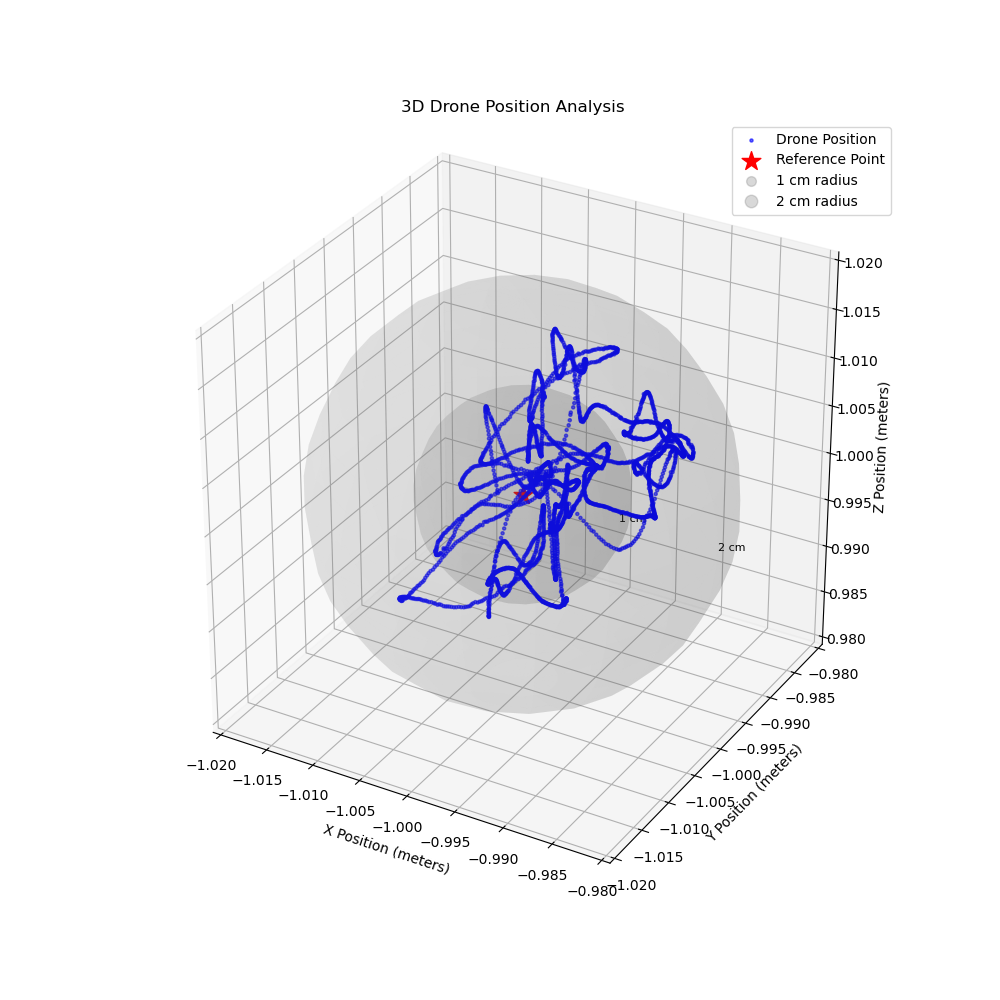 3D Drone Position Analysis
Drone Position
Reference Point
1 cm radius
2 cm radius
1 cm
2 cm
1.020
1.015
1.010
1.005
1.000
0.995
0.990
0.985
0.980
Z Position (meters)
−0.980
−0.985
−0.990
−0.995
−1.000
−1.005
−1.010
−1.015
−1.020
Y Position (meters)
−1.020
−1.015
−1.010
−1.005
−1.000
−0.995
−0.990
−0.985
−0.980
X Position (meters)